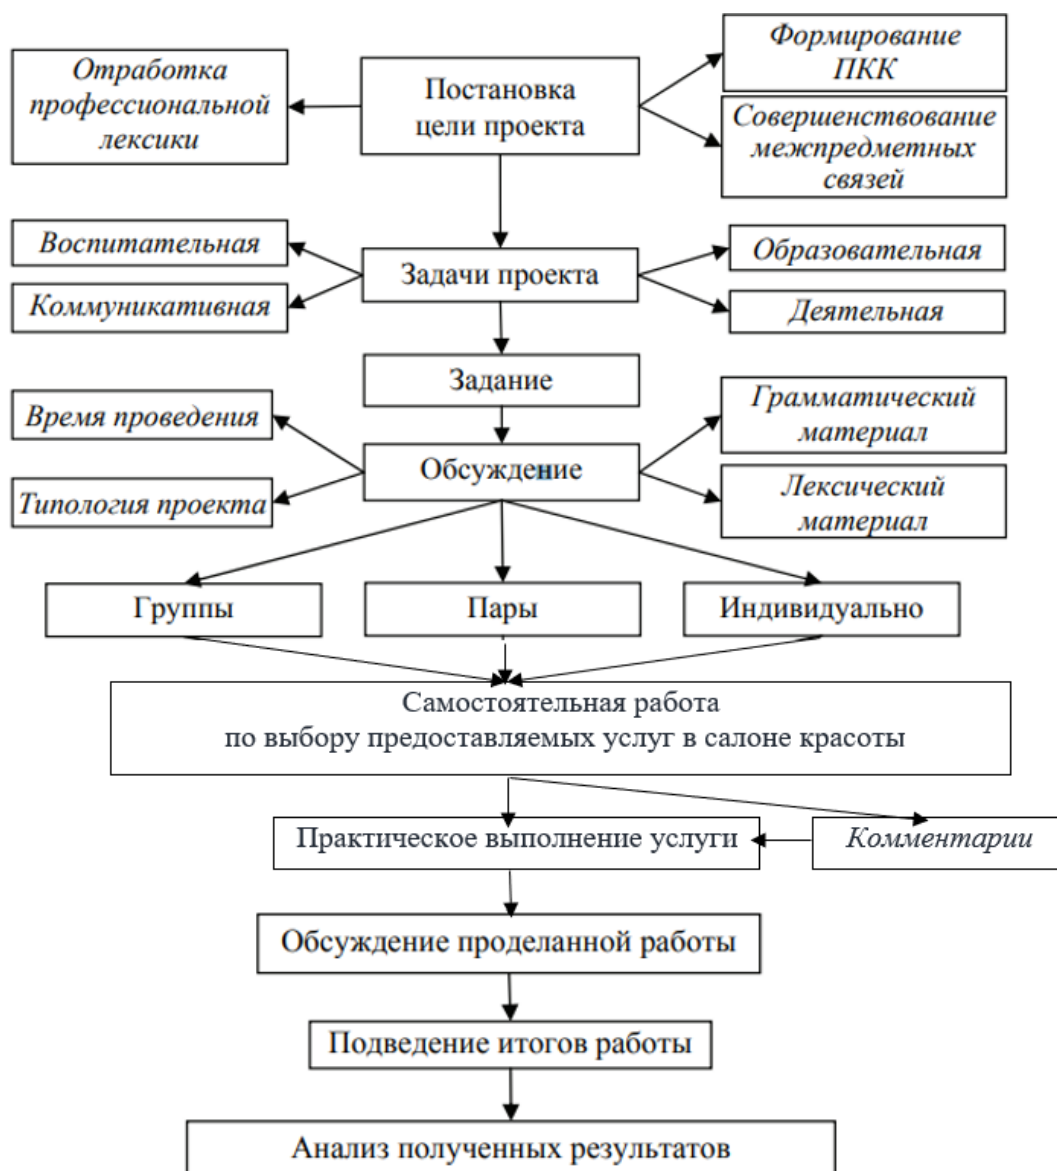 Отработка
профессиональной
лексики
Постановка
цели проекта
Формирование
ПКК
Совершенствование
межпредметных
связей
Воспитательная
Коммуникативная
Задачи проекта
Образовательная
Деятельная
Задание
Время проведения
Типология проекта
Обсуждение
Грамматический
материал
Лексический
материал
Группы
Пары
Индивидуально
Самостоятельная работа
по выбору предоставляемых услуг в салоне красоты
Практическое выполнение услуги
Комментарии
Обсуждение проделанной работы
Подведение итогов работы
Анализ полученных результатов